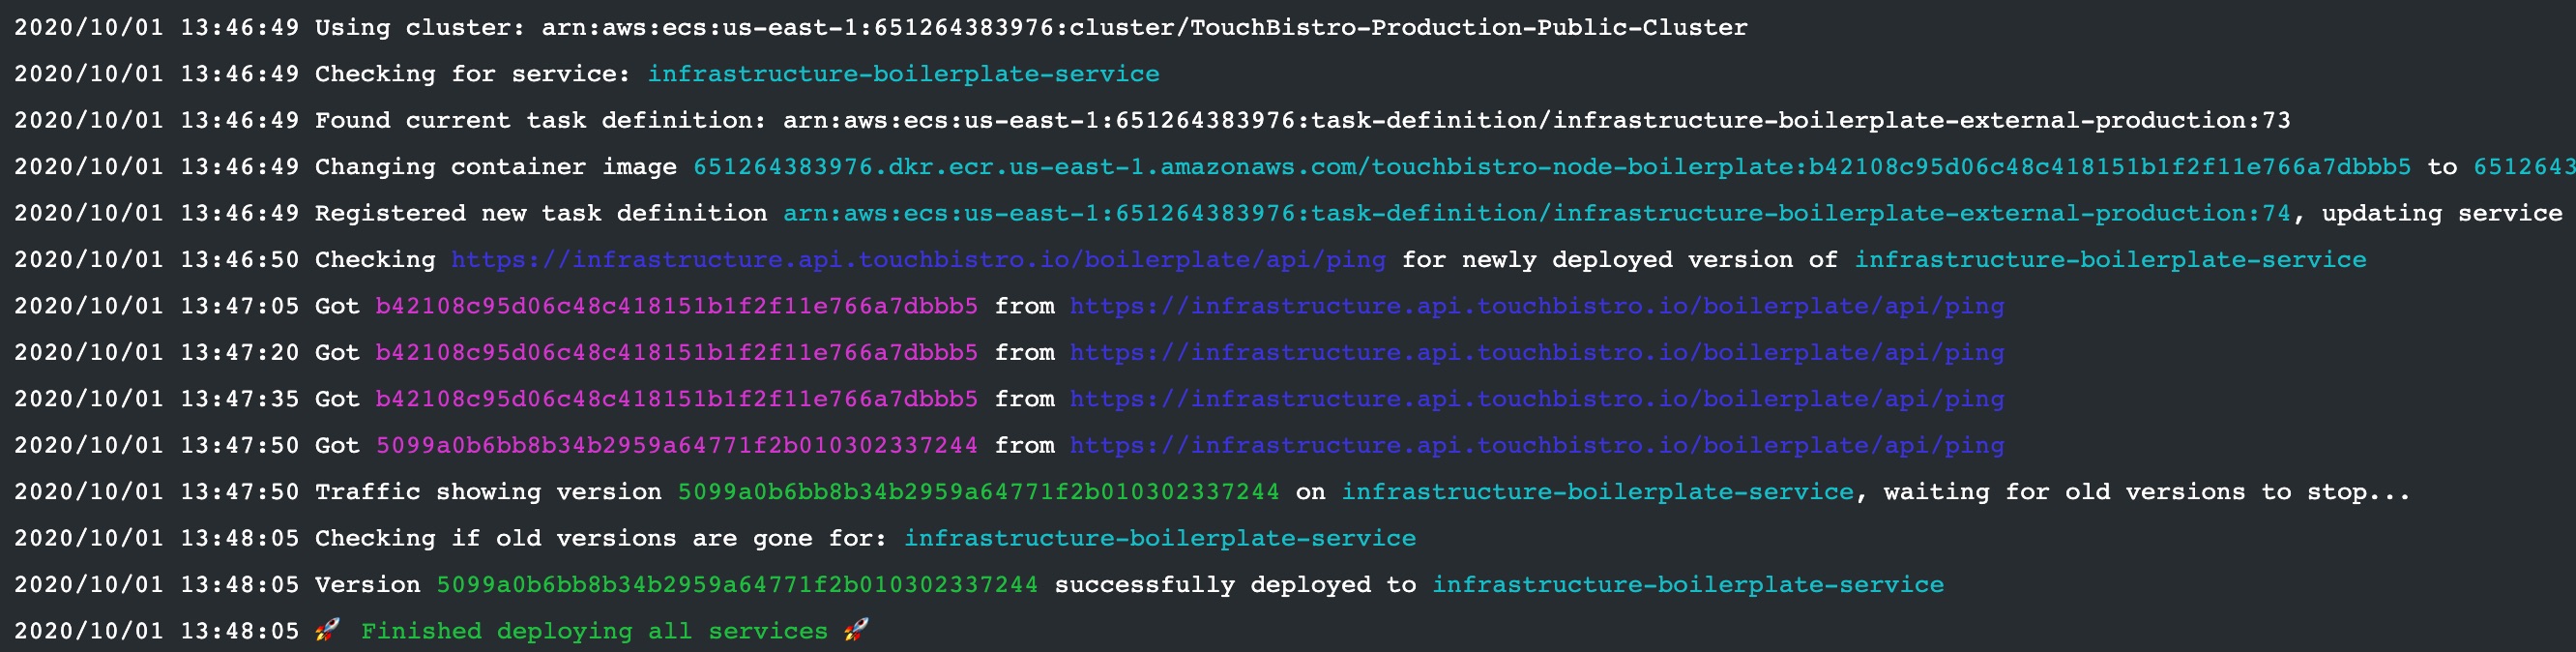 2020/10/01 13:46:49 Using cluster: arn:aws:ecs:us-east-1:651264383976:cluster/TouchBistro-Production-Public-Cluster
2020/10/01 13:46:49 Checking for service: infrastructure-boilerplate-service
2020/10/01 13:46:49 Found current task definition: arn:aws:ecs:us-east-1:651264383976:task-definition/infrastructure-boilerplate-external-production:73
2020/10/01 13:46:49 Changing container image 651264383976.dkr.ecr.us-east-1.amazonaws.com/touchbistro-node-boilerplate:b42108c95d06c48c418151b1f2f11e766a7dbbb5 to 6512643
2020/10/01 13:46:49 Registered new task definition arn:aws:ecs:us-east-1:651264383976:task-definition/infrastructure-boilerplate-external-production:74, updating service
2020/10/01 13:46:50 Checking https://infrastructure.api.touchbistro.io/boilerplate/api/ping for newly deployed version of infrastructure-boilerplate-service
2020/10/01 13:47:05 Got b42108c95d06c48c418151b1f2f11e766a7dbbb5 from https://infrastructure.api.touchbistro.io/boilerplate/api/ping
2020/10/01 13:47:20 Got b42108c95d06c48c418151b1f2f11e766a7dbbb5 from https://infrastructure.api.touchbistro.io/boilerplate/api/ping
2020/10/01 13:47:35 Got b42108c95d06c48c418151b1f2f11e766a7dbbb5 from https://infrastructure.api.touchbistro.io/boilerplate/api/ping
2020/10/01 13:47:50 Got 5099a0b6bb8b34b2959a64771f2b010302337244 from https://infrastructure.api.touchbistro.io/boilerplate/api/ping
2020/10/01 13:47:50 Traffic showing version 5099a0b6bb8b34b2959a64771f2b010302337244 on infrastructure-boilerplate-service, waiting for old versions to stop...
2020/10/01 13:48:05 Checking if old versions are gone for: infrastructure-boilerplate-service
2020/10/01 13:48:05 Version 5099a0b6bb8b34b2959a64771f2b010302337244 successfully deployed to infrastructure-boilerplate-service
2020/10/01 13:48:05 🚀 Finished deploying all services 🚀